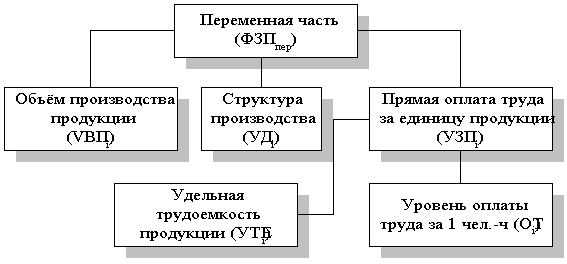 Переменная часть
(ФЗПпер)
Объём производства
продукции
(VВПi)
Структура
производства
(УДi)
Прямая оплата труда
за единицу продукции
(УЗПi)
Удельная
трудоемкость
продукции (УТЕi)
Уровень оплаты
труда за 1 чел.-ч (ОТi)